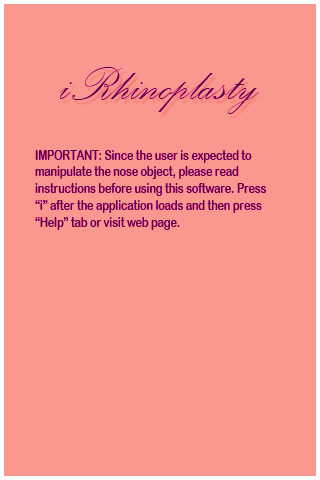 i Rhinoplasty
IMPORTANT: Since the user is expected to
manipulate the nose object, please read
instructions before using this software. Press
“i” after the application loads and then press
“Help” tab or visit web page.